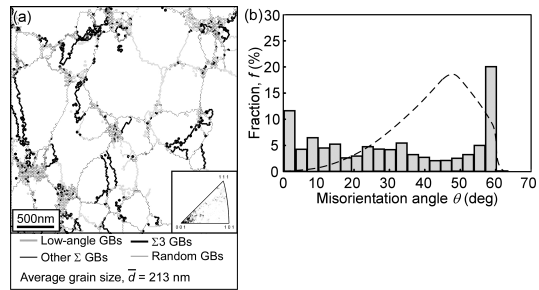 (a)
111
001 101
500nm
Low-angle GBs Σ3 GBs
Other Σ GBs Random GBs
Average grain size, d̅ = 213 nm
(b)
Fraction, f (%)
30
25
20
15
10
5
0
0 10 20 30 40 50 60 70
Misorientation angle θ (deg)